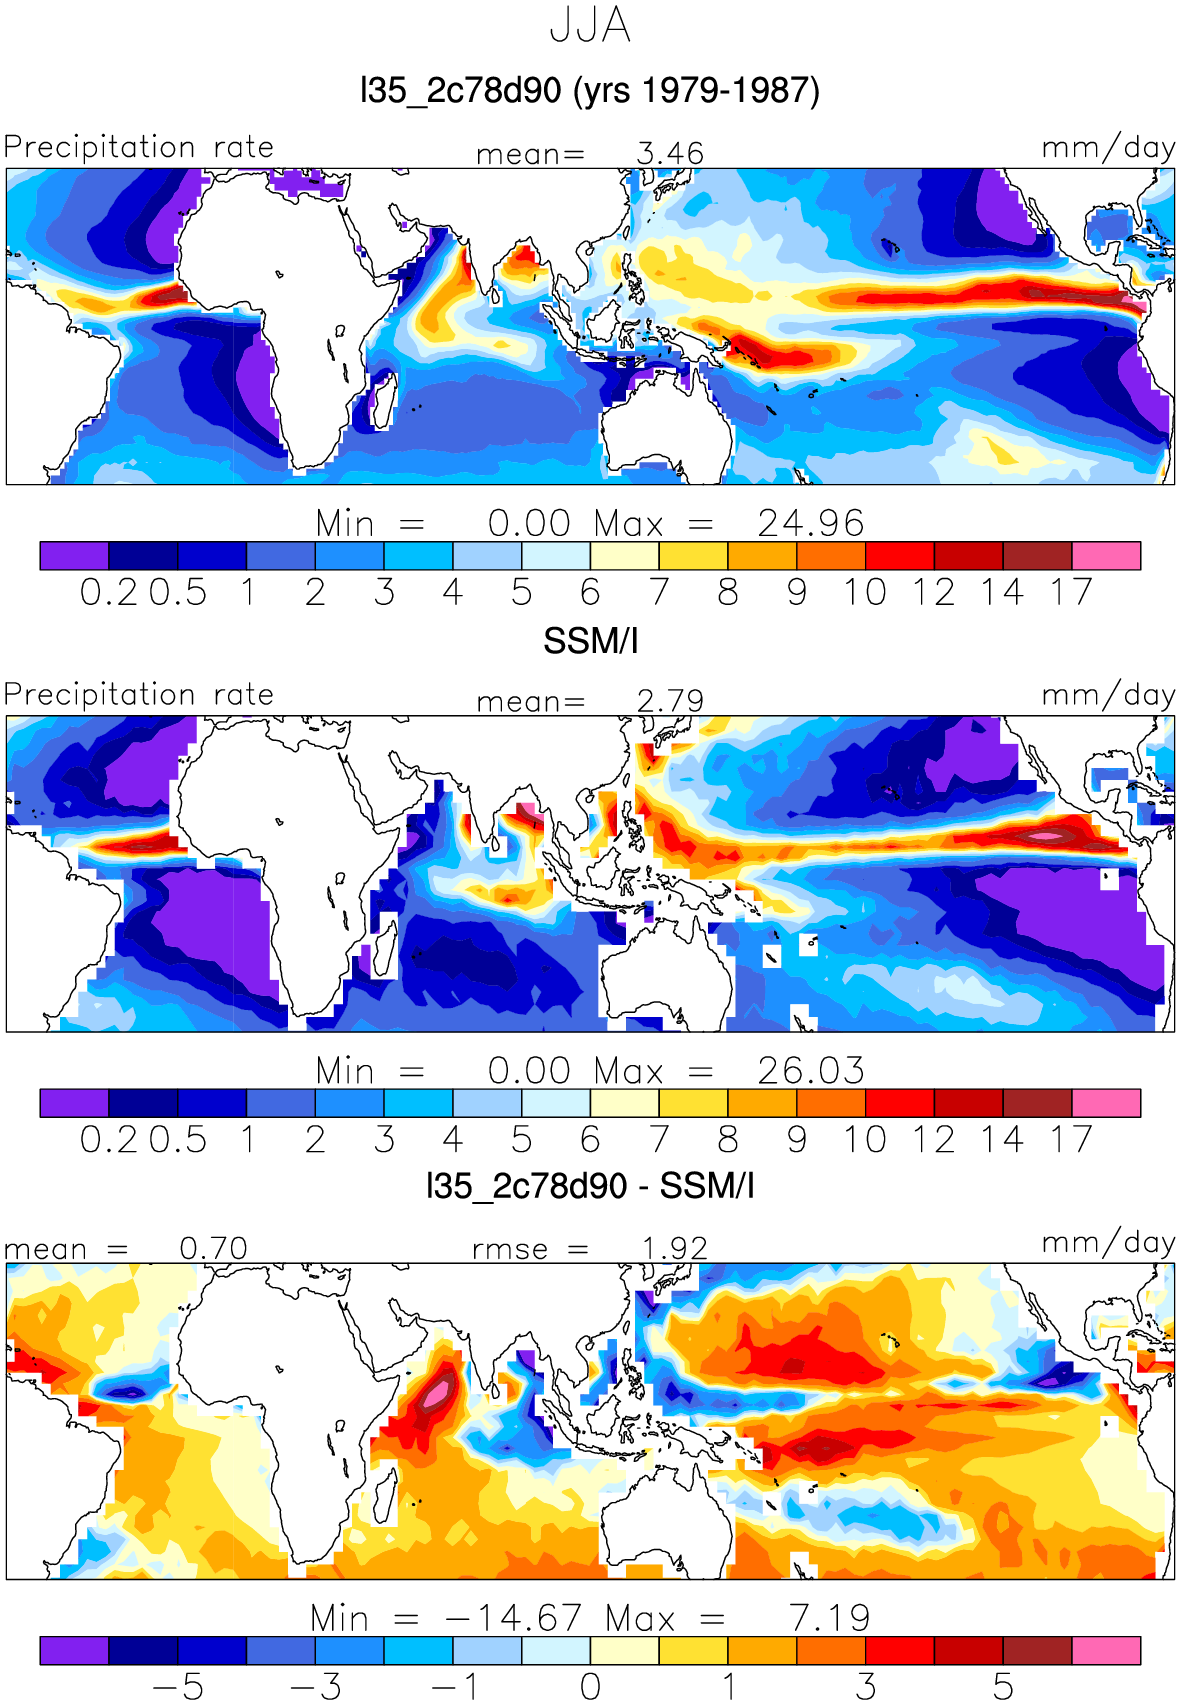 JJA
l35_2c78d90 (yrs 1979-1987)
Precipitation rate mean= 3.46 mm/day
Min = 0.00 Max = 24.96
0.2 0.5 1 2 3 4 5 6 7 8 9 10 12 14 17
SSM/I
Precipitation rate mean= 2.79 mm/day
Min = 0.00 Max = 26.03
0.2 0.5 1 2 3 4 5 6 7 8 9 10 12 14 17
l35_2c78d90 - SSM/I
mean = 0.70 rmse = 1.92 mm/day
Min = −14.67 Max = 7.19
−5 −3 −1 0 1 3 5